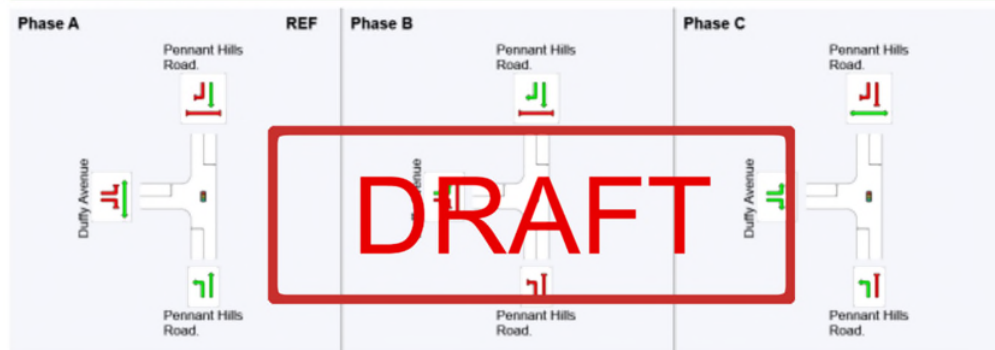 Phase A
REF
Phase B
Phase C
Pennant Hills
Road.
Pennant Hills
Road.
Pennant Hills
Road.
Duffy Avenue
Avenue
Duffy Avenue
DRAFT
Pennant Hills
Road.
Pennant Hills
Road.
Pennant Hills
Road.